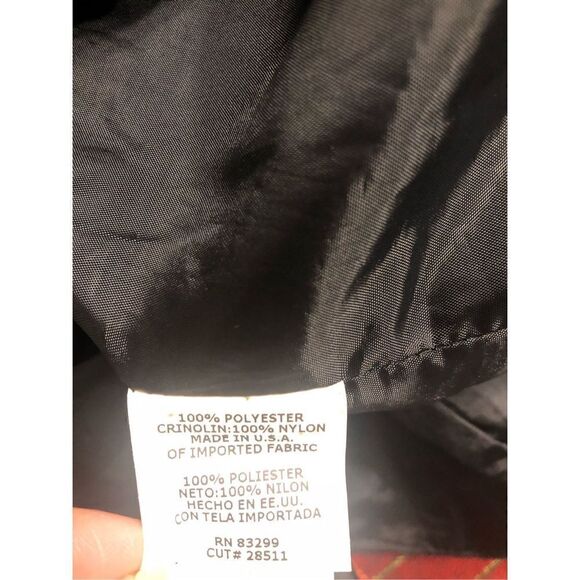 100% POLYESTER
CRINOLIN:100% NYLON
MADE IN U.S.A.
OF IMPORTED FABRIC
100% POLIESTER
NETO:100% NILON
HECHO EN EE.UU.
CON TELA IMPORTADA
RN 83299
CUT# 28511